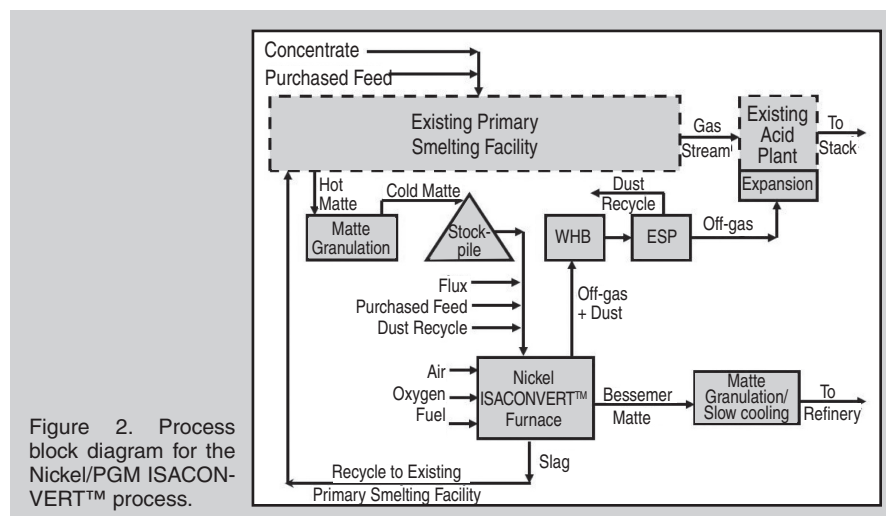 Concentrate
Purchased Feed
Existing Primary
Smelting Facility
Gas
Stream
Existing
Acid
Plant
To
Stack
Expansion
Hot
Matte
Cold Matte
Matte
Granulation
Stock-
pile
Dust
Recycle
WHB
ESP
Off-gas
Flux
Purchased Feed
Dust Recycle
Off-gas
+ Dust
Air
Oxygen
Fuel
Nickel
ISACONVERT™
Furnace
Bessemer
Matte
Matte
Granulation/
Slow cooling
To
Refinery
Slag
Recycle to Existing
Primary Smelting Facility
Figure 2. Process
block diagram for the
Nickel/PGM ISACON-
VERT™ process.